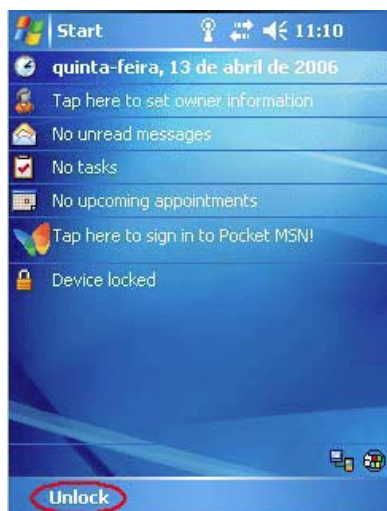 Start 11:10
quinta-feira, 13 de abril de 2006
Tap here to set owner information
No unread messages
No tasks
No upcoming appointments
Tap here to sign in to Pocket MSN!
Device locked
Unlock